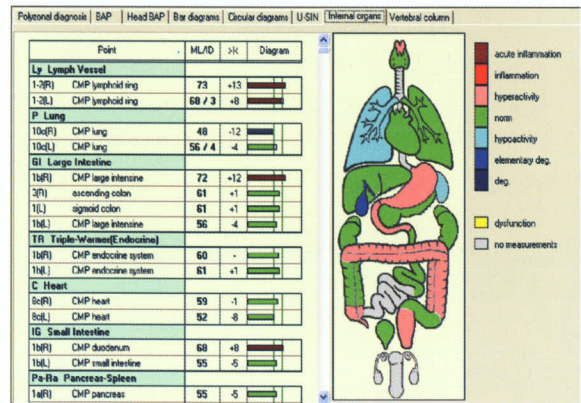 Polyzonal diagnosis BAP Head BAP Bar diagrams Circular diagrams U-SIN Internal organs Vertebral column
Point ML/ID >|< Diagram
Ly Lymph Vessel
1-2(R) CMP lymphoid ring 73 +13
1-2(L) CMP lymphoid ring 68 / 3 +8
P Lung
10c(R) CMP lung 48 -12
10c(L) CMP lung 56 / 4 -4
GI Large Intestine
1b(R) CMP large intensine 72 +12
3(R) ascending colon 61 +1
1(L) sigmoid colon 61 +1
1b(L) CMP large intensine 56 -4
TR Triple-Warmer(Endocrine)
1b(R) CMP endocrine system 60 -
1b(L) CMP endocrine system 61 +1
C Heart
8c(R) CMP heart 59 -1
8c(L) CMP heart 52 -8
IG Small Intestine
1b(R) CMP duodenum 68 +8
1b(L) CMP small intestine 55 -5
Pa-Ra Pancreas-Spleen
1a(R) CMP pancreas 55 -5
acute inflammation
inflammation
hyperactivity
norm
hypoactivity
elementary deg.
deg.
dysfunction
no measurements